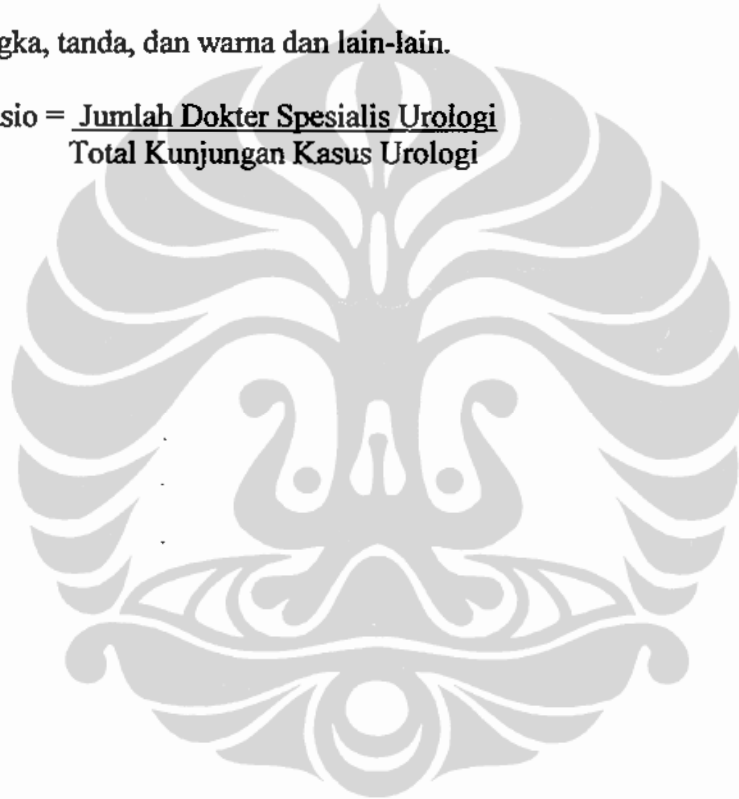 gka, tanda, dan warna dan lain-lain.
sio = Jumlah Dokter Spesialis Urologi
Total Kunjungan Kasus Urologi